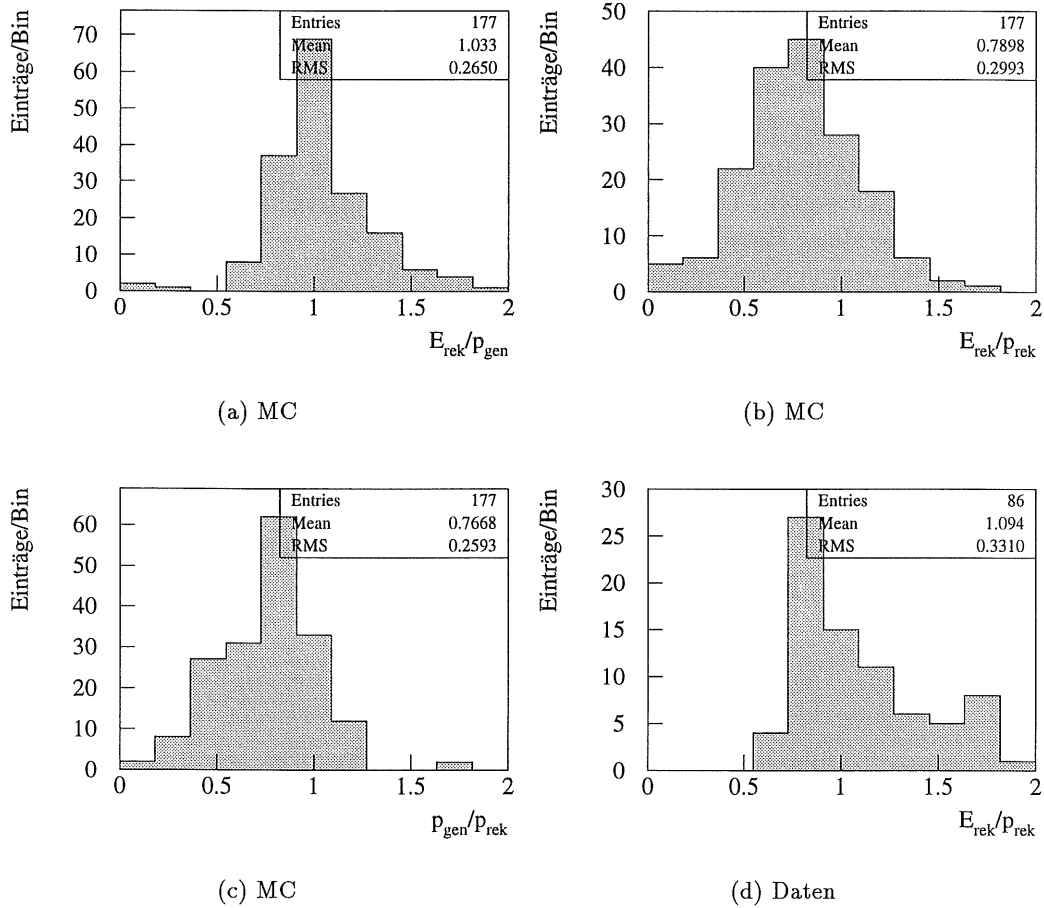 Einträge/Bin
70
60
50
40
30
20
10
0
Entries 177
Mean 1.033
RMS 0.2650
0 0.5 1 1.5 2
E_rek/p_gen
(a) MC
Einträge/Bin
50
40
30
20
10
0
Entries 177
Mean 0.7898
RMS 0.2993
0 0.5 1 1.5 2
E_rek/p_rek
(b) MC
Einträge/Bin
60
50
40
30
20
10
0
Entries 177
Mean 0.7668
RMS 0.2593
0 0.5 1 1.5 2
p_gen/p_rek
(c) MC
Einträge/Bin
30
25
20
15
10
5
0
Entries 86
Mean 1.094
RMS 0.3310
0 0.5 1 1.5 2
E_rek/p_rek
(d) Daten